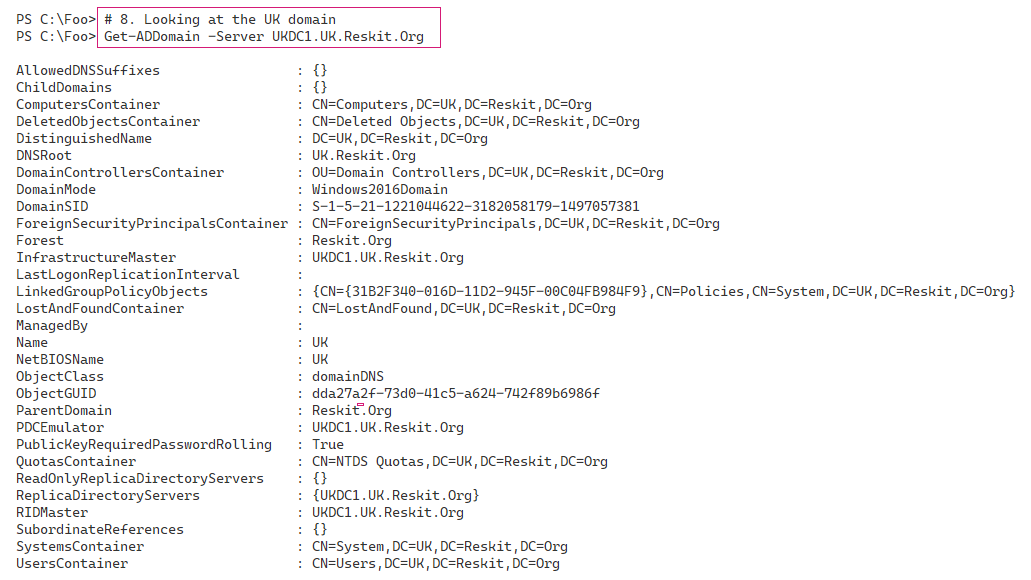 PS C:\Foo> # 8. Looking at the UK domain
PS C:\Foo> Get-ADDomain -Server UKDC1.UK.Reskit.Org
AllowedDNSSuffixes                 : {}
ChildDomains                       : {}
ComputersContainer                 : CN=Computers,DC=UK,DC=Reskit,DC=Org
DeletedObjectsContainer            : CN=Deleted Objects,DC=UK,DC=Reskit,DC=Org
DistinguishedName                  : DC=UK,DC=Reskit,DC=Org
DNSRoot                            : UK.Reskit.Org
DomainControllersContainer         : OU=Domain Controllers,DC=UK,DC=Reskit,DC=Org
DomainMode                         : Windows2016Domain
DomainSID                          : S-1-5-21-1221044622-3182058179-1497057381
ForeignSecurityPrincipalsContainer : CN=ForeignSecurityPrincipals,DC=UK,DC=Reskit,DC=Org
Forest                             : Reskit.Org
InfrastructureMaster               : UKDC1.UK.Reskit.Org
LastLogonReplicationInterval       :
LinkedGroupPolicyObjects           : {CN={31B2F340-016D-11D2-945F-00C04FB984F9},CN=Policies,CN=System,DC=UK,DC=Reskit,DC=Org}
LostAndFoundContainer              : CN=LostAndFound,DC=UK,DC=Reskit,DC=Org
ManagedBy                          :
Name                               : UK
NetBIOSName                        : UK
ObjectClass                        : domainDNS
ObjectGUID                         : dda27a2f-73d0-41c5-a624-742f89b6986f
ParentDomain                       : Reskit.Org
PDCEmulator                        : UKDC1.UK.Reskit.Org
PublicKeyRequiredPasswordRolling   : True
QuotasContainer                    : CN=NTDS Quotas,DC=UK,DC=Reskit,DC=Org
ReadOnlyReplicaDirectoryServers    : {}
ReplicaDirectoryServers            : {UKDC1.UK.Reskit.Org}
RIDMaster                          : UKDC1.UK.Reskit.Org
SubordinateReferences              : {}
SystemsContainer                   : CN=System,DC=UK,DC=Reskit,DC=Org
UsersContainer                     : CN=Users,DC=UK,DC=Reskit,DC=Org